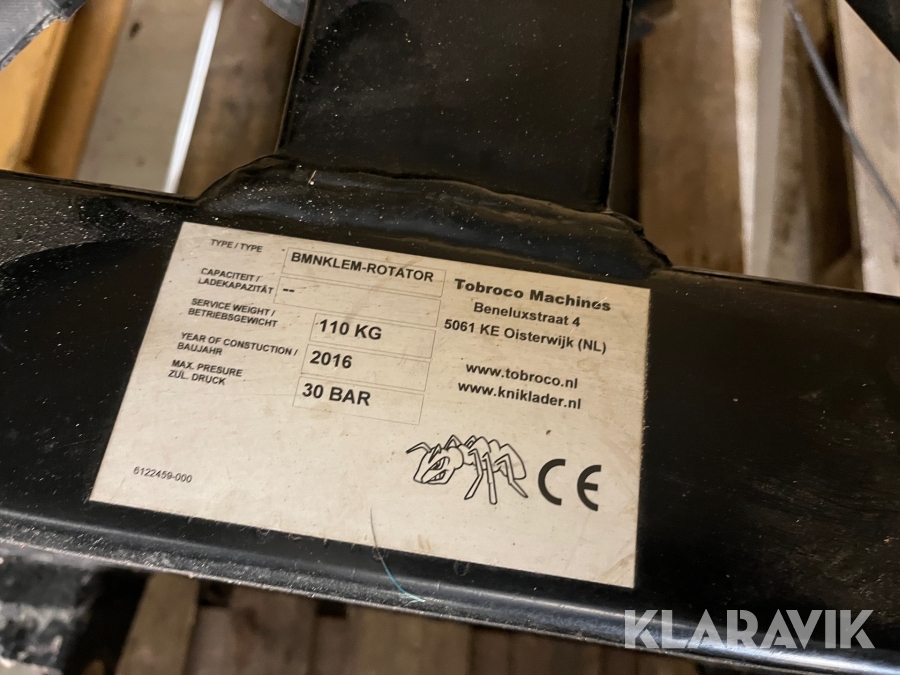 TYPE / TYPE
BMNKLEM-ROTATOR
CAPACITEIT /
LADEKAPAZITÄT
--
SERVICE WEIGHT /
BETRIEBSGEWICHT
110 KG
YEAR OF CONSTUCTION /
BAUJAHR
2016
MAX. PRESURE
ZUL. DRUCK
30 BAR
Tobroco Machines
Beneluxstraat 4
5061 KE Oisterwijk (NL)
www.tobroco.nl
www.kniklader.nl
6122459-000
CE
KLARAVIK